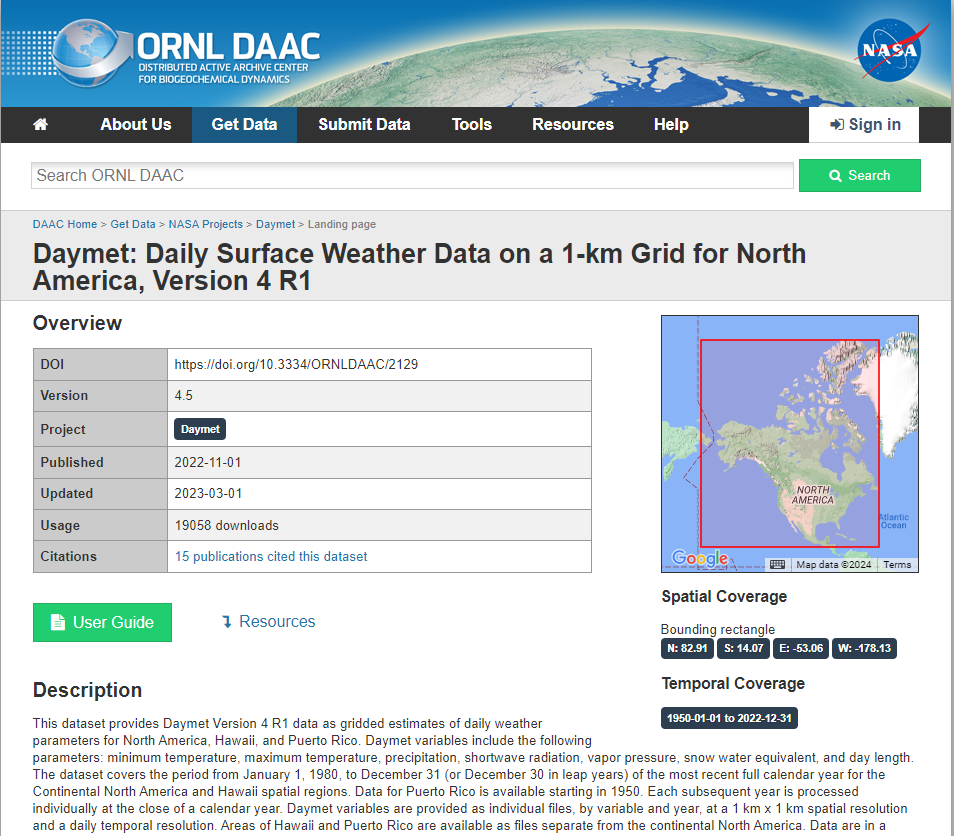 ORNL DAAC
DISTRIBUTED ACTIVE ARCHIVE CENTER
FOR BIOGEOCHEMICAL DYNAMICS
NASA
About Us
Get Data
Submit Data
Tools
Resources
Help
Sign in
Search ORNL DAAC
Search
DAAC Home > Get Data > NASA Projects > Daymet > Landing page
Daymet: Daily Surface Weather Data on a 1-km Grid for North
America, Version 4 R1
Overview
DOI https://doi.org/10.3334/ORNLDAAC/2129
Version 4.5
Project Daymet
Published 2022-11-01
Updated 2023-03-01
Usage 19058 downloads
Citations 15 publications cited this dataset
NORTH
AMERICA
Atlantic
Ocean
Google
Map data ©2024
Terms
User Guide
Resources
Spatial Coverage
Bounding rectangle
N: 82.91 S: 14.07 E: -53.06 W: -178.13
Temporal Coverage
1950-01-01 to 2022-12-31
Description
This dataset provides Daymet Version 4 R1 data as gridded estimates of daily weather
parameters for North America, Hawaii, and Puerto Rico. Daymet variables include the following
parameters: minimum temperature, maximum temperature, precipitation, shortwave radiation, vapor pressure, snow water equivalent, and day length.
The dataset covers the period from January 1, 1980, to December 31 (or December 30 in leap years) of the most recent full calendar year for the
Continental North America and Hawaii spatial regions. Data for Puerto Rico is available starting in 1950. Each subsequent year is processed
individually at the close of a calendar year. Daymet variables are provided as individual files, by variable and year, at a 1 km x 1 km spatial resolution
and a daily temporal resolution. Areas of Hawaii and Puerto Rico are available as files separate from the continental North America. Data are in a